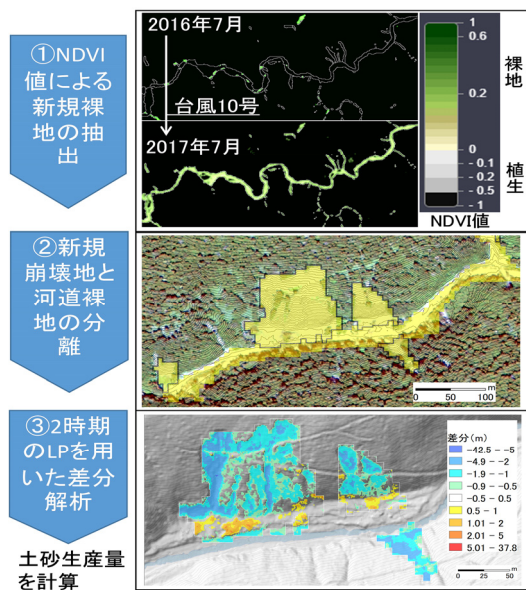 ①NDVI
値による
新規裸
地の抽
出
2016年7月
台風10号
2017年7月
1
0.6
0.2
0
- 0.1
- 0.2
- 0.5
- 1
裸地
植生
NDVI値
②新規
崩壊地と
河道裸
地の分
離
m
0 50 100
③2時期
のLPを用
いた差分
解析
土砂生産量
を計算
差分(m)
-42.5 - -5
-4.9 - -2
-1.9 - -1
-0.9 - -0.5
-0.5 - 0.5
0.5 - 1
1.01 - 2
2.01 - 5
5.01 - 37.8
m
0 25 50